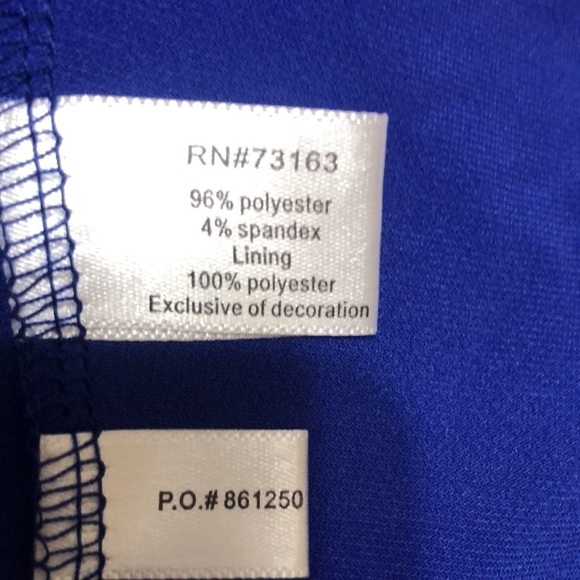 RN#73163
96% polyester
4% spandex
Lining
100% polyester
Exclusive of decoration
P.O.# 861250